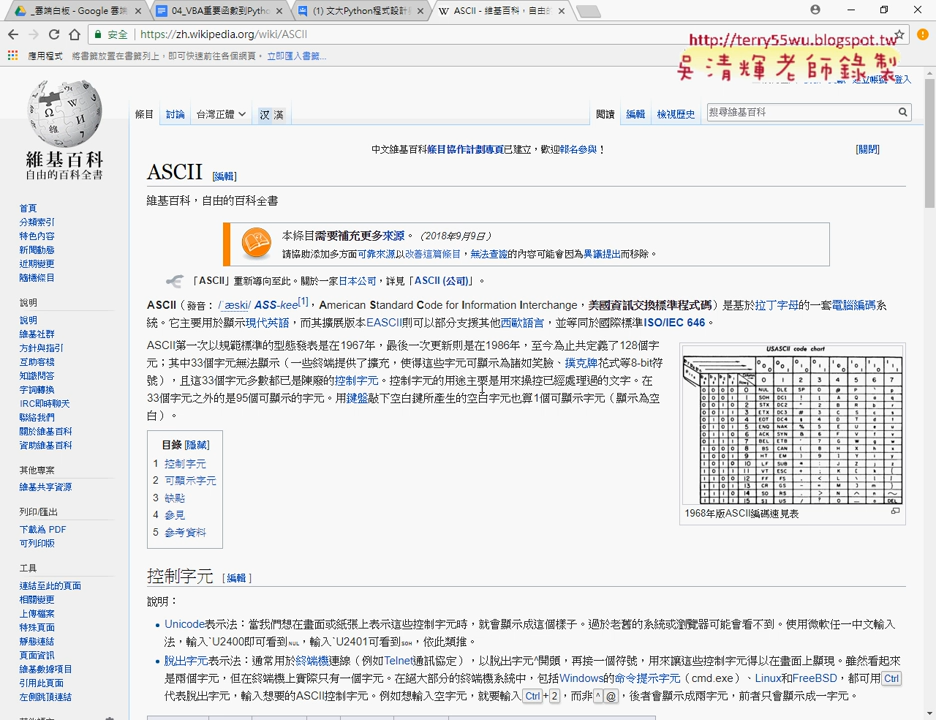 _雲端白板 - Google 雲端
04_VBA重要函數到Pytho
(1) 文大Python程式設計
ASCII - 維基百科，自由的
安全 | https://zh.wikipedia.org/wiki/ASCII
應用程式 將書籤放置在書籤列上，即可快速前往各個網頁。 立即匯入書籤...
http://terry55wu.blogspot.tw
吳清輝老師錄製
建立帳號 登入
維基百科
自由的百科全書
條目 討論 台灣正體 汉 漢 閱讀 編輯 檢視歷史 搜尋維基百科
中文維基百科條目協作計劃專頁已建立，歡迎報名參與！ [關閉]
ASCII [編輯]
維基百科，自由的百科全書
本條目需要補充更多來源。 (2018年9月9日)
請協助添加多方面可靠來源以改善這篇條目，無法查證的內容可能會因為異議提出而移除。
「ASCII」重新導向至此。關於一家日本公司，詳見「ASCII (公司)」。
ASCII（發音： /ˈæski/ ASS-kee[1]，American Standard Code for Information Interchange，美國資訊交換標準程式碼）是基於拉丁字母的一套電腦編碼系
統。它主要用於顯示現代英語，而其擴展版本EASCII則可以部分支援其他西歐語言，並等同於國際標準ISO/IEC 646。
ASCII第一次以規範標準的型態發表是在1967年，最後一次更新則是在1986年，至今為止共定義了128個字
元；其中33個字元無法顯示（一些終端提供了擴充，使得這些字元可顯示為諸如笑臉、撲克牌花式等8-bit符
號），且這33個字元多數都已是陳廢的控制字元。控制字元的用途主要是用來操控已經處理過的文字。在
33個字元之外的是95個可顯示的字元。用鍵盤敲下空白鍵所產生的空白字元也算1個可顯示字元（顯示為空
白）。
USASCII code chart
1968年版ASCII編碼速見表
目錄 [隱藏]
1 控制字元
2 可顯示字元
3 缺點
4 參見
5 參考資料
控制字元 [編輯]
說明：
Unicode表示法：當我們想在畫面或紙張上表示這些控制字元時，就會顯示成這個樣子。過於老舊的系統或瀏覽器可能會看不到。使用微軟任一中文輸入
法，輸入`U2400即可看到NUL，輸入`U2401可看到SOH，依此類推。
脫出字元表示法：通常用於終端機連線（例如Telnet通訊協定），以脫出字元^開頭，再接一個符號，用來讓這些控制字元得以在畫面上顯現。雖然看起來
是兩個字元，但在終端機上實際只有一個字元。在絕大部分的終端機系統中，包括Windows的命令提示字元（cmd.exe）、Linux和FreeBSD，都可用Ctrl
代表脫出字元，輸入想要的ASCII控制字元。例如想輸入空字元，就要輸入Ctrl+2，而非^@，後者會顯示成兩字元，前者只會顯示成一字元。
首頁
分類索引
特色內容
新聞動態
近期變更
隨機條目
說明
說明
維基社群
方針與指引
互助客棧
知識問答
字詞轉換
IRC即時聊天
聯絡我們
關於維基百科
資助維基百科
其他專案
維基共享資源
列印/匯出
下載為 PDF
可列印版
工具
連結至此的頁面
相關變更
上傳檔案
特殊頁面
靜態連結
頁面資訊
維基數據項目
引用此頁面
左側跳頂連結